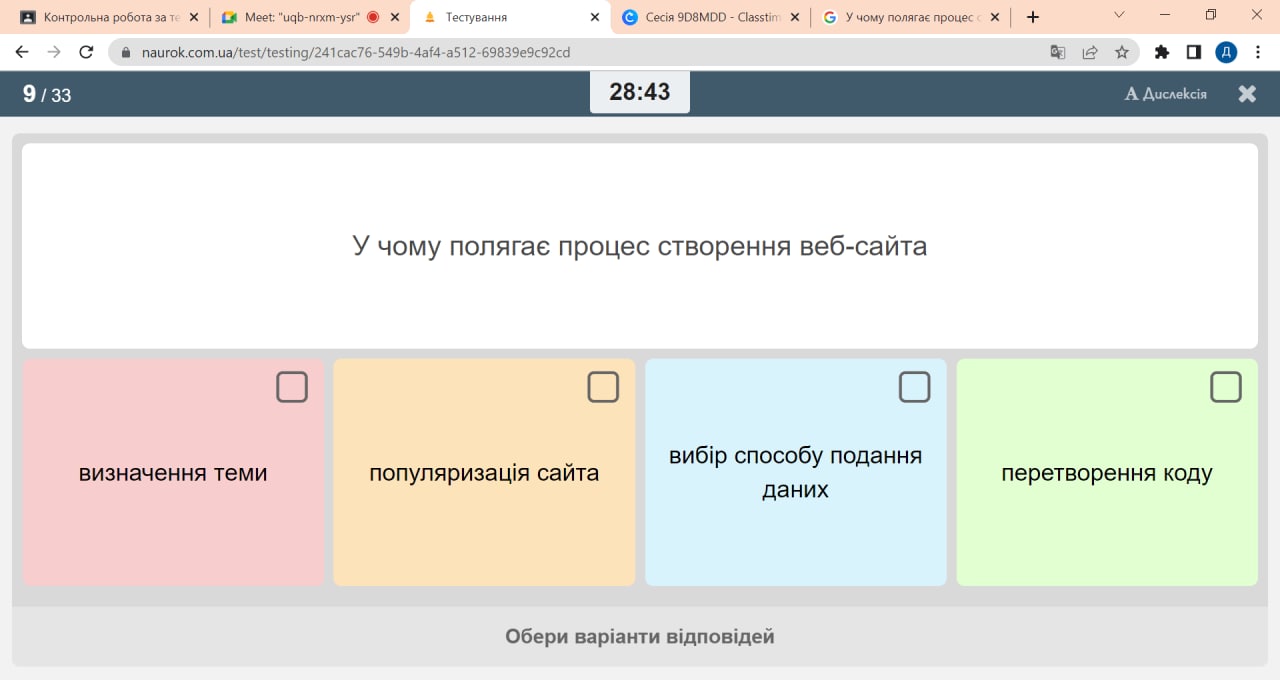 Контрольна робота за те
Meet: "uqb-nrxm-ysr"
Тестування
Сесія 9D8MDD - Classtim
У чому полягає процес с
naurok.com.ua/test/testing/241cac76-549b-4af4-a512-69839e9c92cd
Д
9 / 33
28:43
А Дислексія
У чому полягає процес створення веб-сайта
визначення теми
популяризація сайта
вибір способу подання
даних
перетворення коду
Обери варіанти відповідей